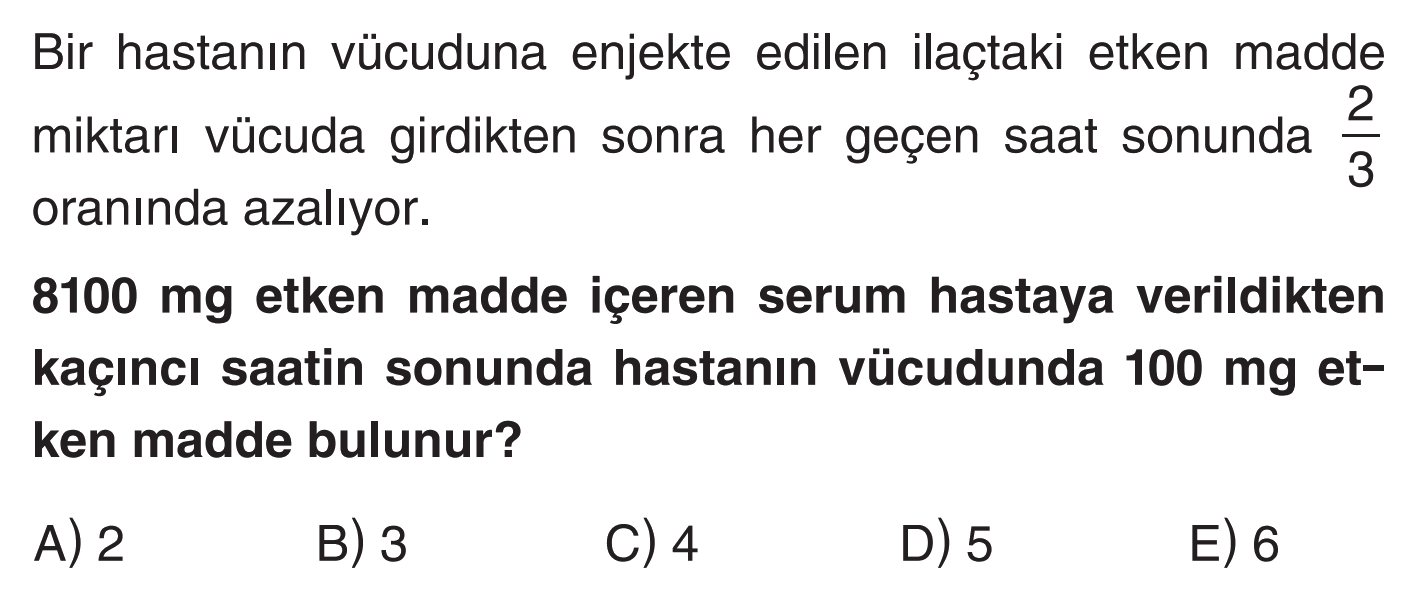 Bir hastanın vücuduna enjekte edilen ilaçtaki etken madde
miktarı vücuda girdikten sonra her geçen saat sonunda 2/3
oranında azalıyor.
8100 mg etken madde içeren serum hastaya verildikten
kaçıncı saatin sonunda hastanın vücudunda 100 mg et-
ken madde bulunur?
A) 2 B) 3 C) 4 D) 5 E) 6